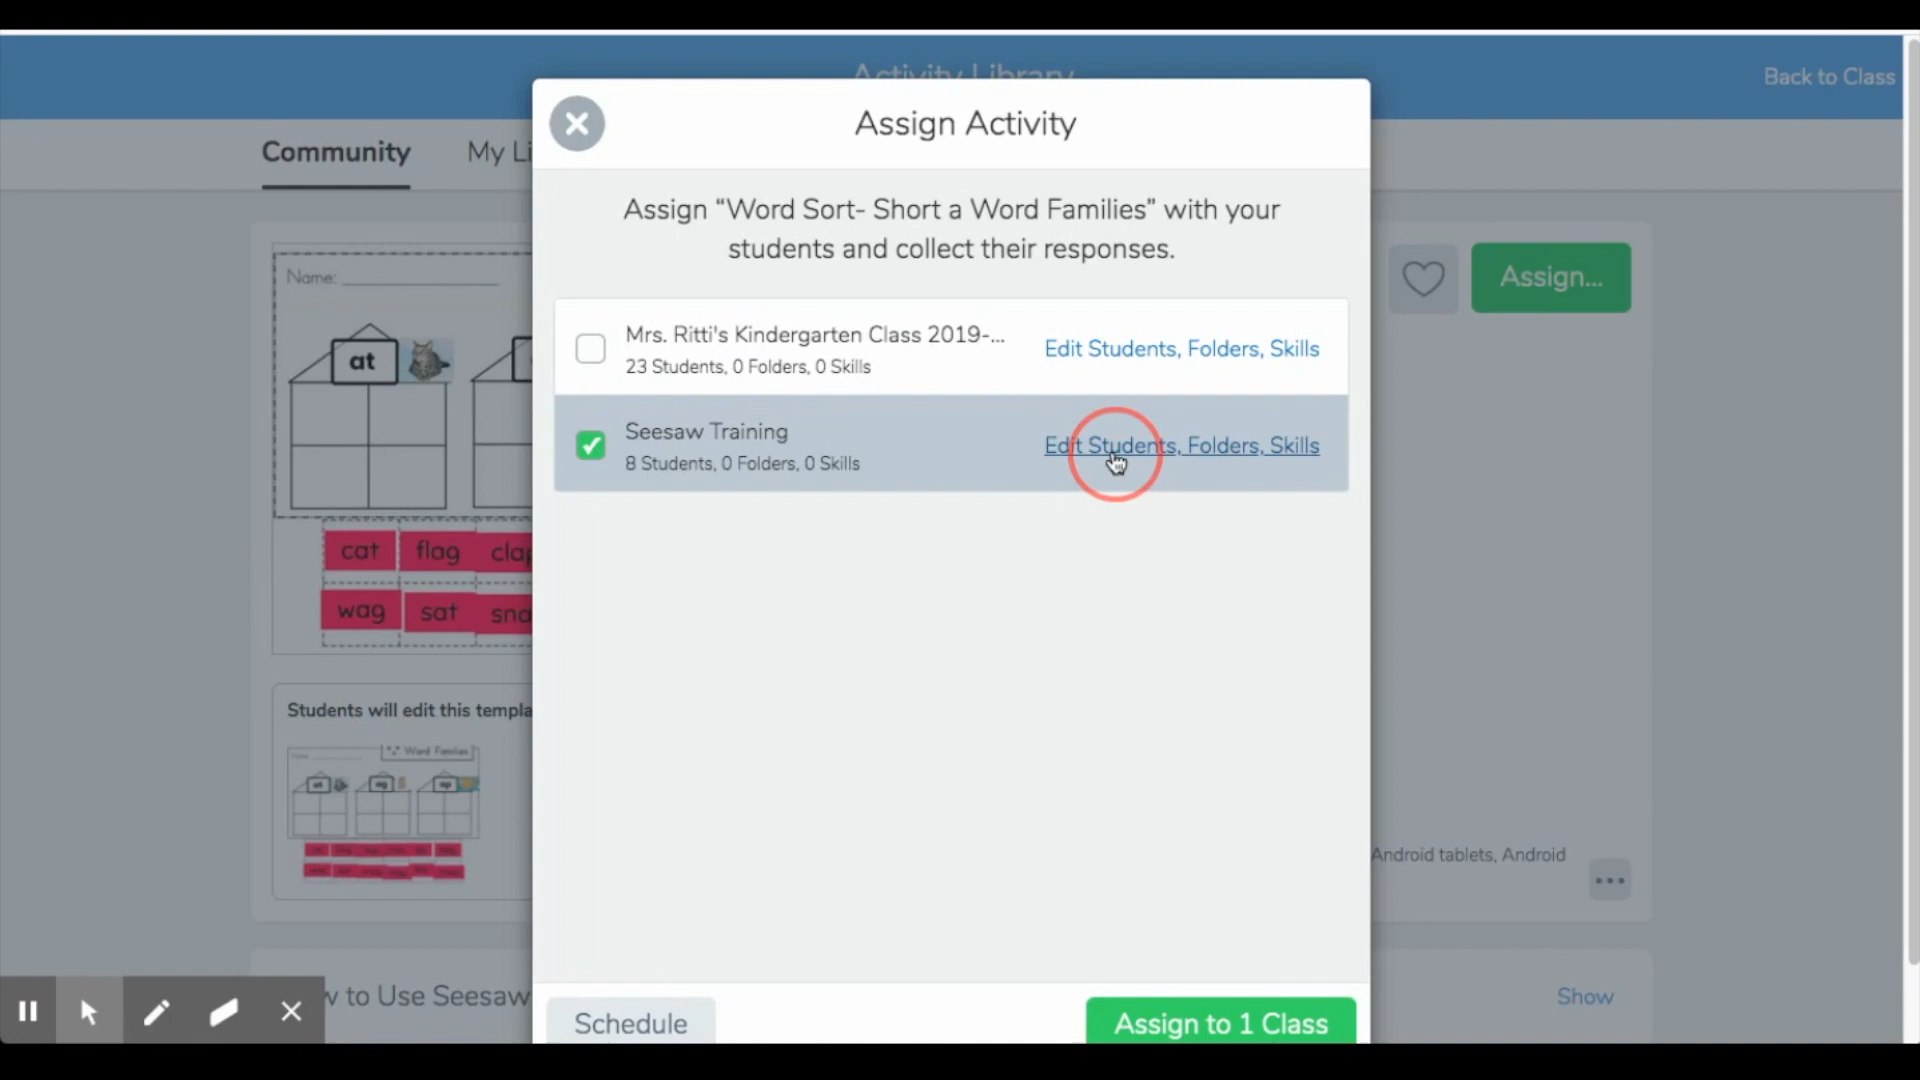 Activity Library
Back to Class
Assign Activity
Community
My Li
Assign “Word Sort- Short a Word Families” with your
students and collect their responses.
Name:
Assign...
Mrs. Ritti's Kindergarten Class 2019-...
Edit Students, Folders, Skills
23 Students, 0 Folders, 0 Skills
at
Seesaw Training
Edit Students, Folders, Skills
8 Students, 0 Folders, 0 Skills
cat flag clap
wag sat sna
Students will edit this templa
Word Families
at ag ap
Android tablets, Android
w to Use Seesaw
Show
Schedule
Assign to 1 Class